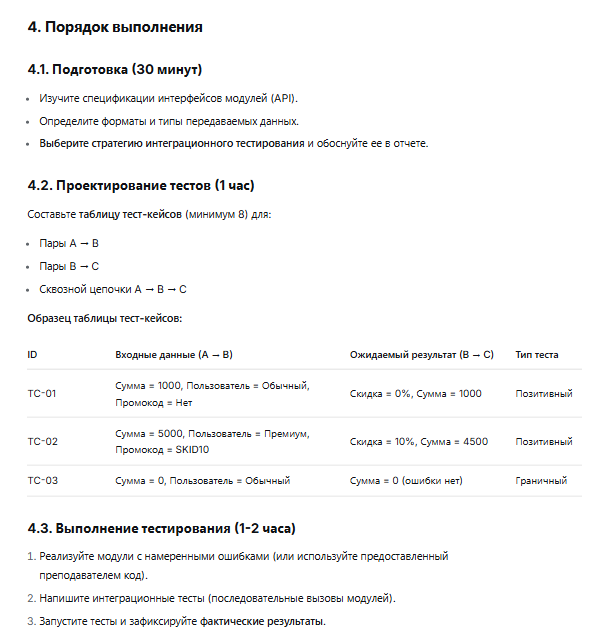 4. Порядок выполнения
4.1. Подготовка (30 минут)
• Изучите спецификации интерфейсов модулей (API).
• Определите форматы и типы передаваемых данных.
• Выберите стратегию интеграционного тестирования и обоснуйте ее в отчете.
4.2. Проектирование тестов (1 час)
Составьте таблицу тест-кейсов (минимум 8) для:
• Пары A → B
• Пары B → C
• Сквозной цепочки A → B → C
Образец таблицы тест-кейсов:
ID Входные данные (A → B) Ожидаемый результат (B → C) Тип теста
TC-01 Сумма = 1000, Пользователь = Обычный, Промокод = Нет Скидка = 0%, Сумма = 1000 Позитивный
TC-02 Сумма = 5000, Пользователь = Премиум, Промокод = SKID10 Скидка = 10%, Сумма = 4500 Позитивный
TC-03 Сумма = 0, Пользователь = Обычный Сумма = 0 (ошибки нет) Граничный
4.3. Выполнение тестирования (1-2 часа)
1. Реализуйте модули с намеренными ошибками (или используйте предоставленный
преподавателем код).
2. Напишите интеграционные тесты (последовательные вызовы модулей).
3. Запустите тесты и зафиксируйте фактические результаты.